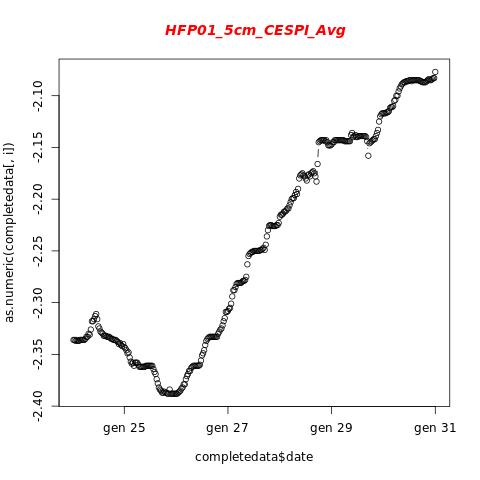 HFP01_5cm_CESPI_Avg
as.numeric(completedata[, i])
-2.10
-2.15
-2.20
-2.25
-2.30
-2.35
-2.40
gen 25
gen 27
gen 29
gen 31
completedata$date